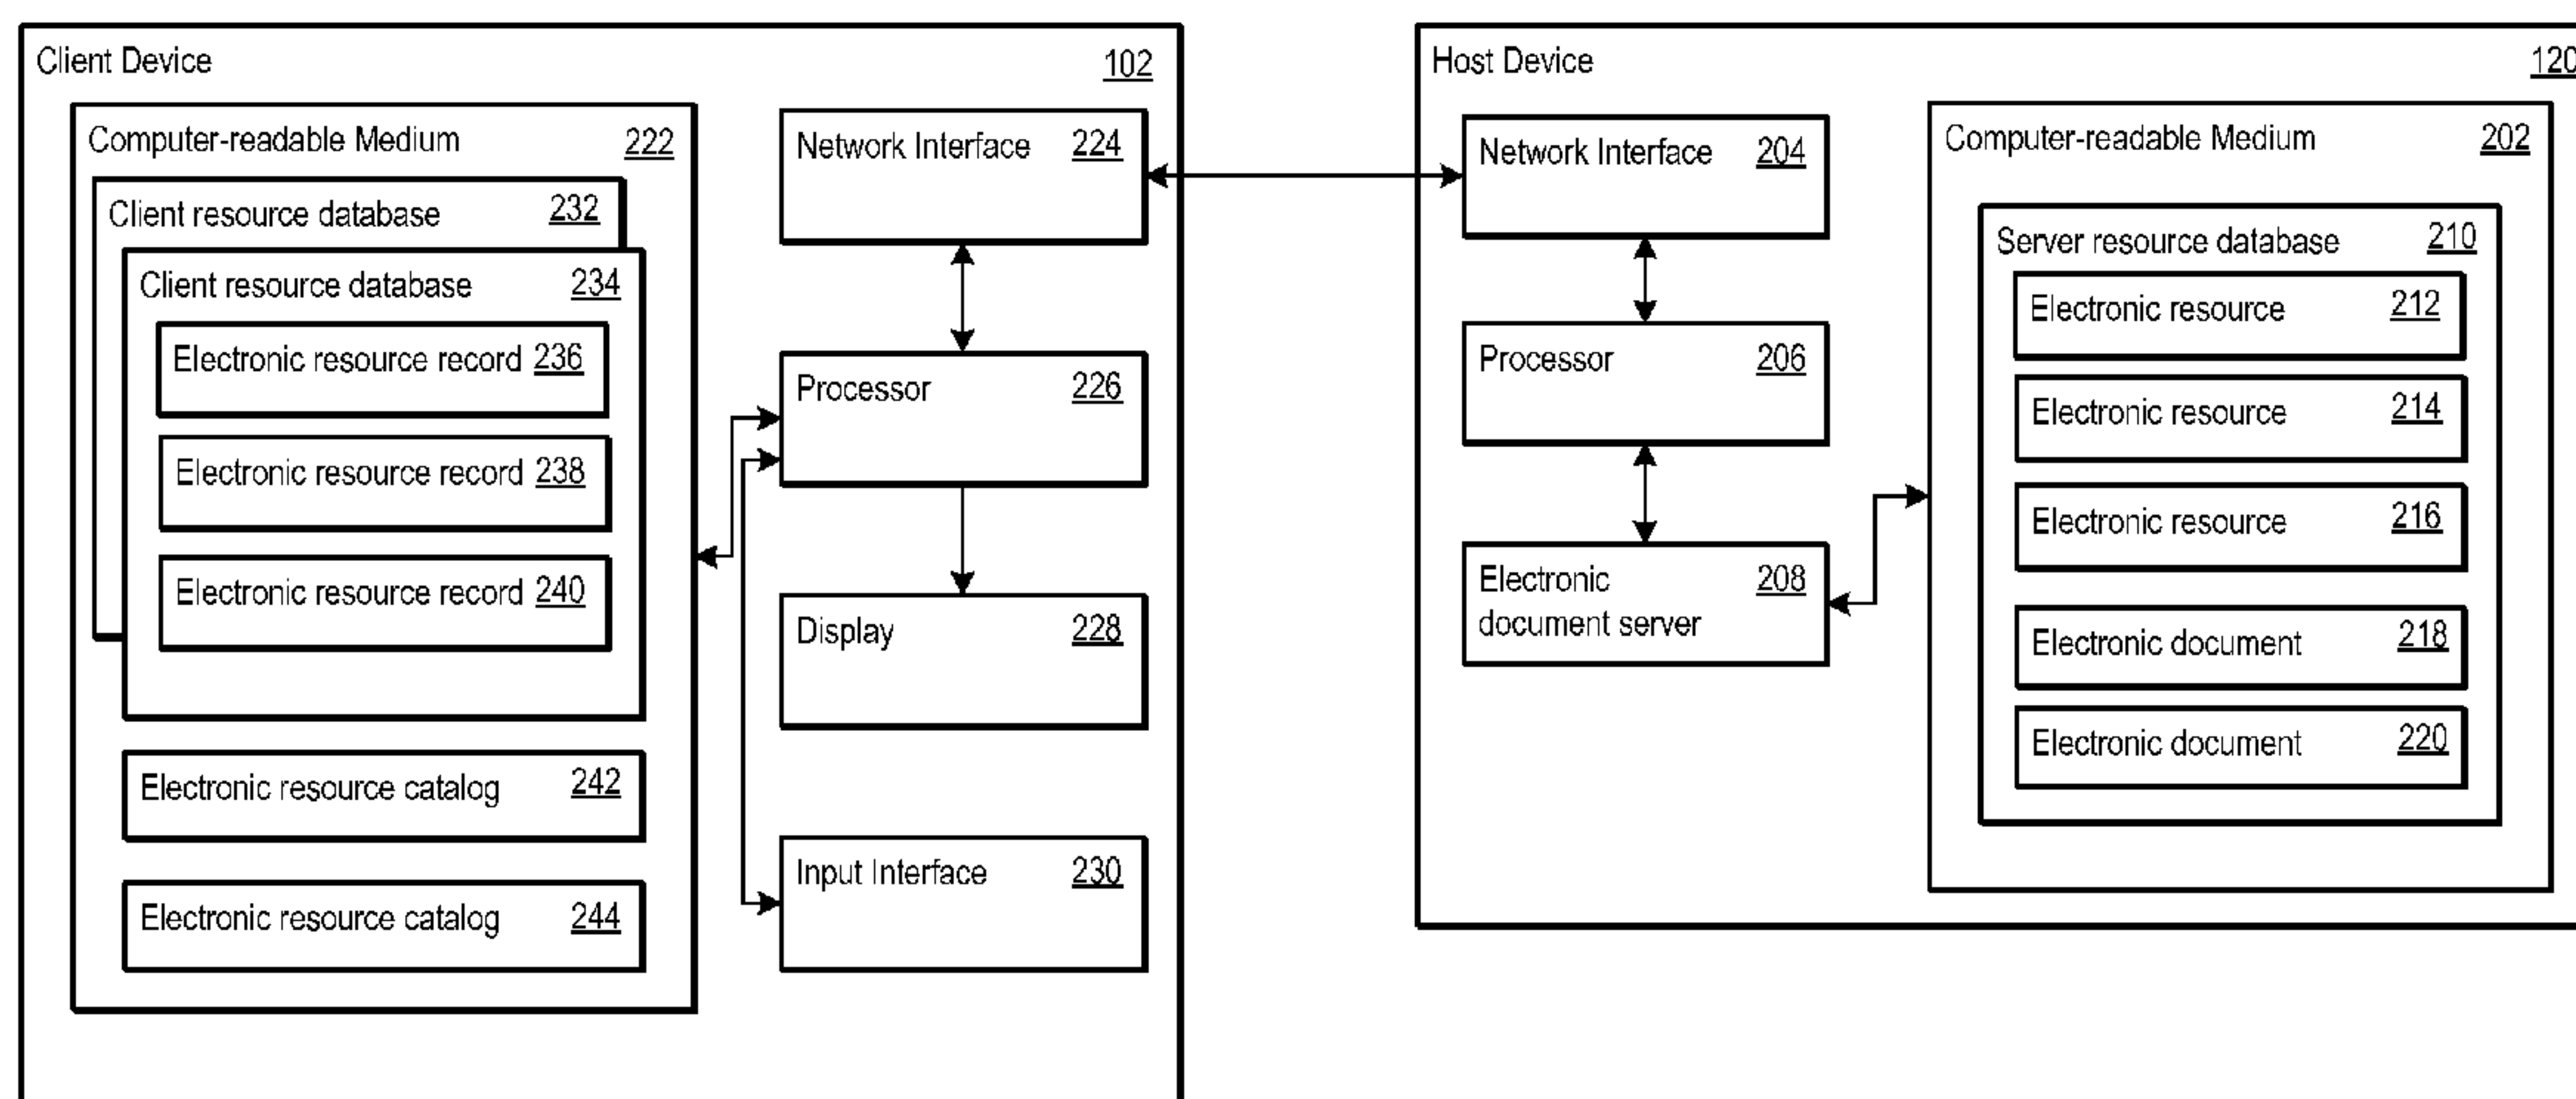 Client Device 102
Computer-readable Medium 222
Client resource database 232
Client resource database 234
Electronic resource record 236
Electronic resource record 238
Electronic resource record 240
Electronic resource catalog 242
Electronic resource catalog 244
Network Interface 224
Processor 226
Display 228
Input Interface 230
Host Device 120
Network Interface 204
Processor 206
Electronic 208
document server
Computer-readable Medium 202
Server resource database 210
Electronic resource 212
Electronic resource 214
Electronic resource 216
Electronic document 218
Electronic document 220